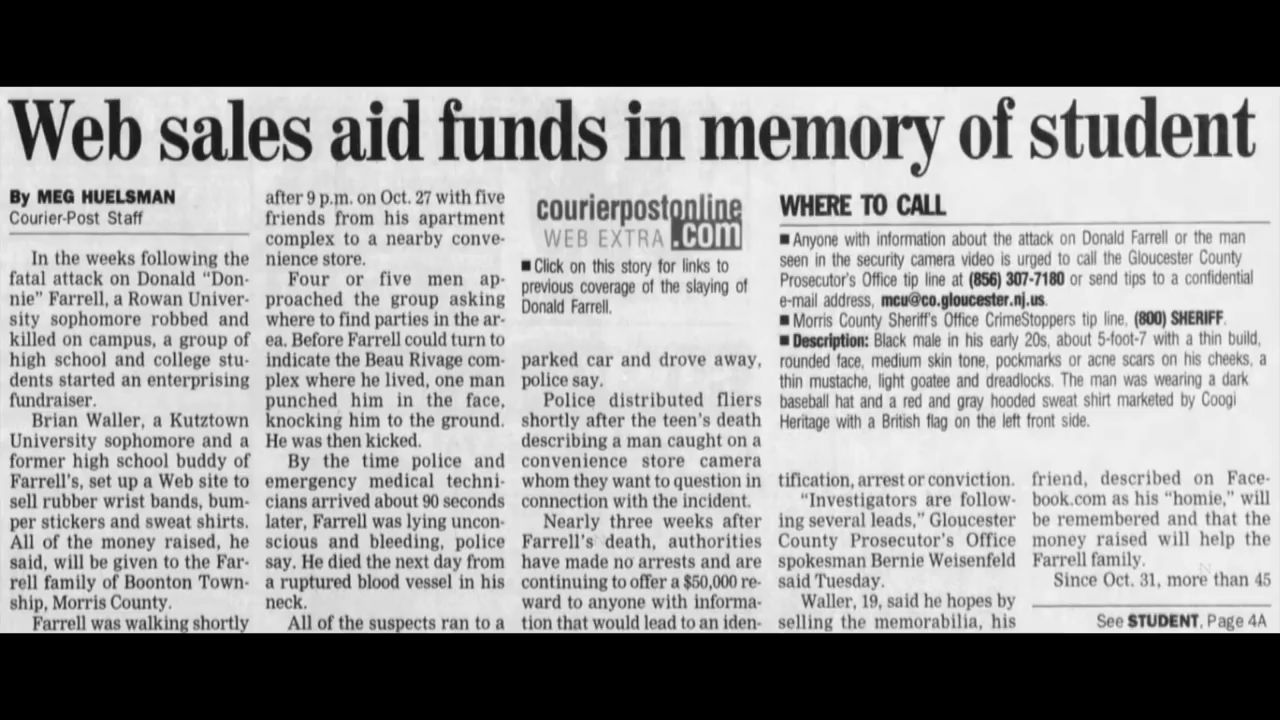 Web sales aid funds in memory of student
By MEG HUELSMAN
Courier-Post Staff
In the weeks following the
fatal attack on Donald “Don-
nie” Farrell, a Rowan Univer-
sity sophomore robbed and
killed on campus, a group of
high school and college stu-
dents started an enterprising
fundraiser.
Brian Waller, a Kutztown
University sophomore and a
former high school buddy of
Farrell's, set up a Web site to
sell rubber wrist bands, bum-
per stickers and sweat shirts.
All of the money raised, he
said, will be given to the Far-
rell family of Boonton Town-
ship, Morris County.
Farrell was walking shortly
after 9 p.m. on Oct. 27 with five
friends from his apartment
complex to a nearby conve-
nience store.
Four or five men ap-
proached the group asking
where to find parties in the ar-
ea. Before Farrell could turn to
indicate the Beau Rivage com-
plex where he lived, one man
punched him in the face,
knocking him to the ground.
He was then kicked.
By the time police and
emergency medical techni-
cians arrived about 90 seconds
later, Farrell was lying uncon-
scious and bleeding, police
say. He died the next day from
a ruptured blood vessel in his
neck.
All of the suspects ran to a
courierpostonline
WEB EXTRA .com
■ Click on this story for links to
previous coverage of the slaying of
Donald Farrell.
parked car and drove away,
police say.
Police distributed fliers
shortly after the teen's death
describing a man caught on a
convenience store camera
whom they want to question in
connection with the incident.
Nearly three weeks after
Farrell's death, authorities
have made no arrests and are
continuing to offer a $50,000 re-
ward to anyone with informa-
tion that would lead to an iden-
WHERE TO CALL
■ Anyone with information about the attack on Donald Farrell or the man
seen in the security camera video is urged to call the Gloucester County
Prosecutor's Office tip line at (856) 307-7180 or send tips to a confidential
e-mail address, mcu@co.gloucester.nj.us.
■ Morris County Sheriff's Office CrimeStoppers tip line, (800) SHERIFF.
■ Description: Black male in his early 20s, about 5-foot-7 with a thin build,
rounded face, medium skin tone, pockmarks or acne scars on his cheeks, a
thin mustache, light goatee and dreadlocks. The man was wearing a dark
baseball hat and a red and gray hooded sweat shirt marketed by Coogi
Heritage with a British flag on the left front side.
tification, arrest or conviction.
“Investigators are follow-
ing several leads,” Gloucester
County Prosecutor's Office
spokesman Bernie Weisenfeld
said Tuesday.
Waller, 19, said he hopes by
selling the memorabilia, his
friend, described on Face-
book.com as his “homie,” will
be remembered and that the
money raised will help the
Farrell family.
Since Oct. 31, more than 45
See STUDENT, Page 4A